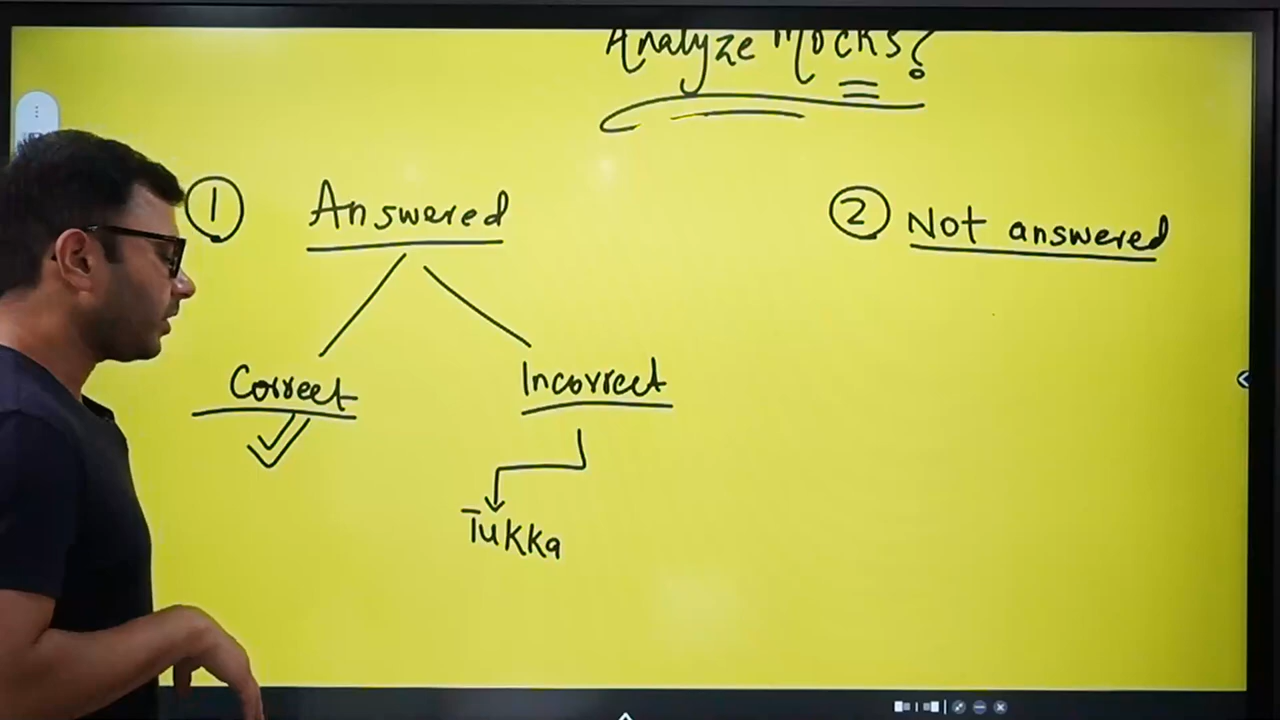 Analyze Mocks?
1 Answered
2 Not answered
Correct
Incorrect
Tukka